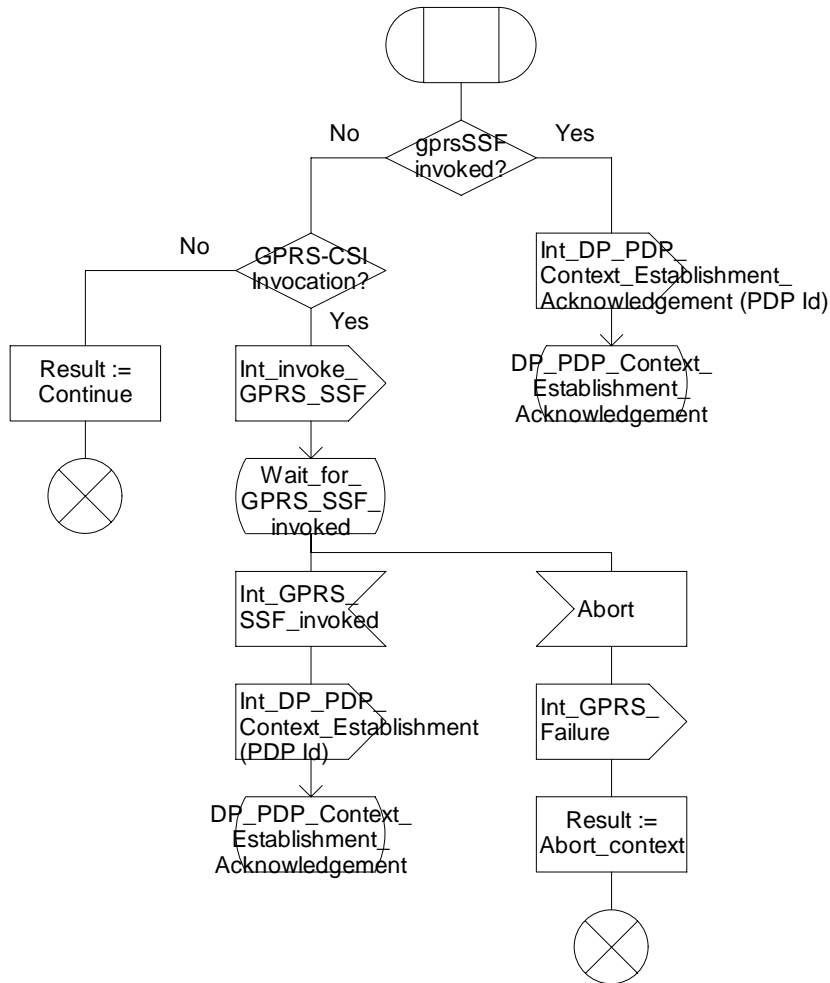 No
gprsSSF
invoked?
Yes
No
GPRS-CSI
Invocation?
Yes
Int_DP_PDP_
Context_Establishment_
Acknowledgement (PDP Id)
Result :=
Continue
Int_invoke_
GPRS_SSF
DP_PDP_Context_
Establishment_
Acknowledgement
Wait_for_
GPRS_SSF_
invoked
Int_GPRS_
SSF_invoked
Abort
Int_DP_PDP_
Context_Establishment
(PDP Id)
Int_GPRS_
Failure
DP_PDP_Context_
Establishment_
Acknowledgement
Result :=
Abort_context